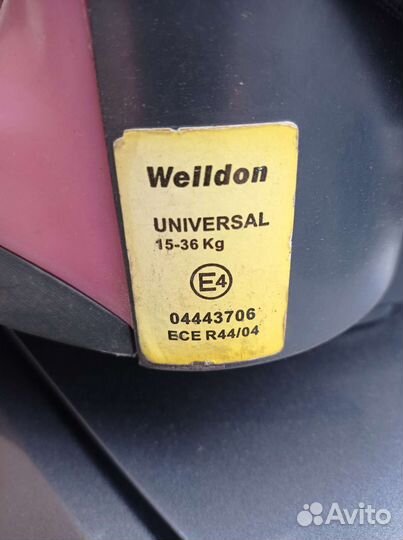 Welldon
UNIVERSAL
15-36 Kg
E4
04443706
ECE R44/04
Avito